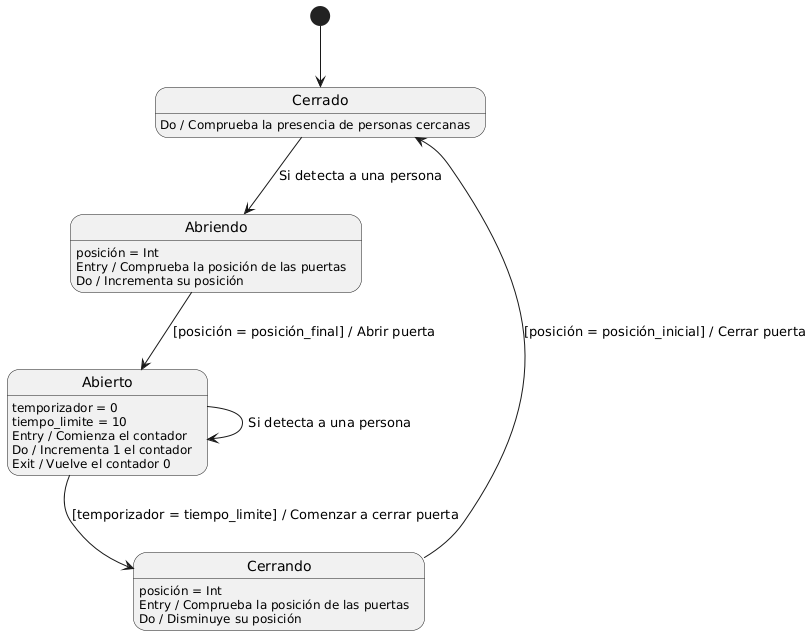 Cerrado
Do / Comprueba la presencia de personas cercanas
Si detecta a una persona
Abriendo
posición = Int
Entry / Comprueba la posición de las puertas
Do / Incrementa su posición
[posición = posición_final] / Abrir puerta
[posición = posición_inicial] / Cerrar puerta
Abierto
temporizador = 0
tiempo_limite = 10
Entry / Comienza el contador
Do / Incrementa 1 el contador
Exit / Vuelve el contador 0
Si detecta a una persona
[temporizador = tiempo_limite] / Comenzar a cerrar puerta
Cerrando
posición = Int
Entry / Comprueba la posición de las puertas
Do / Disminuye su posición